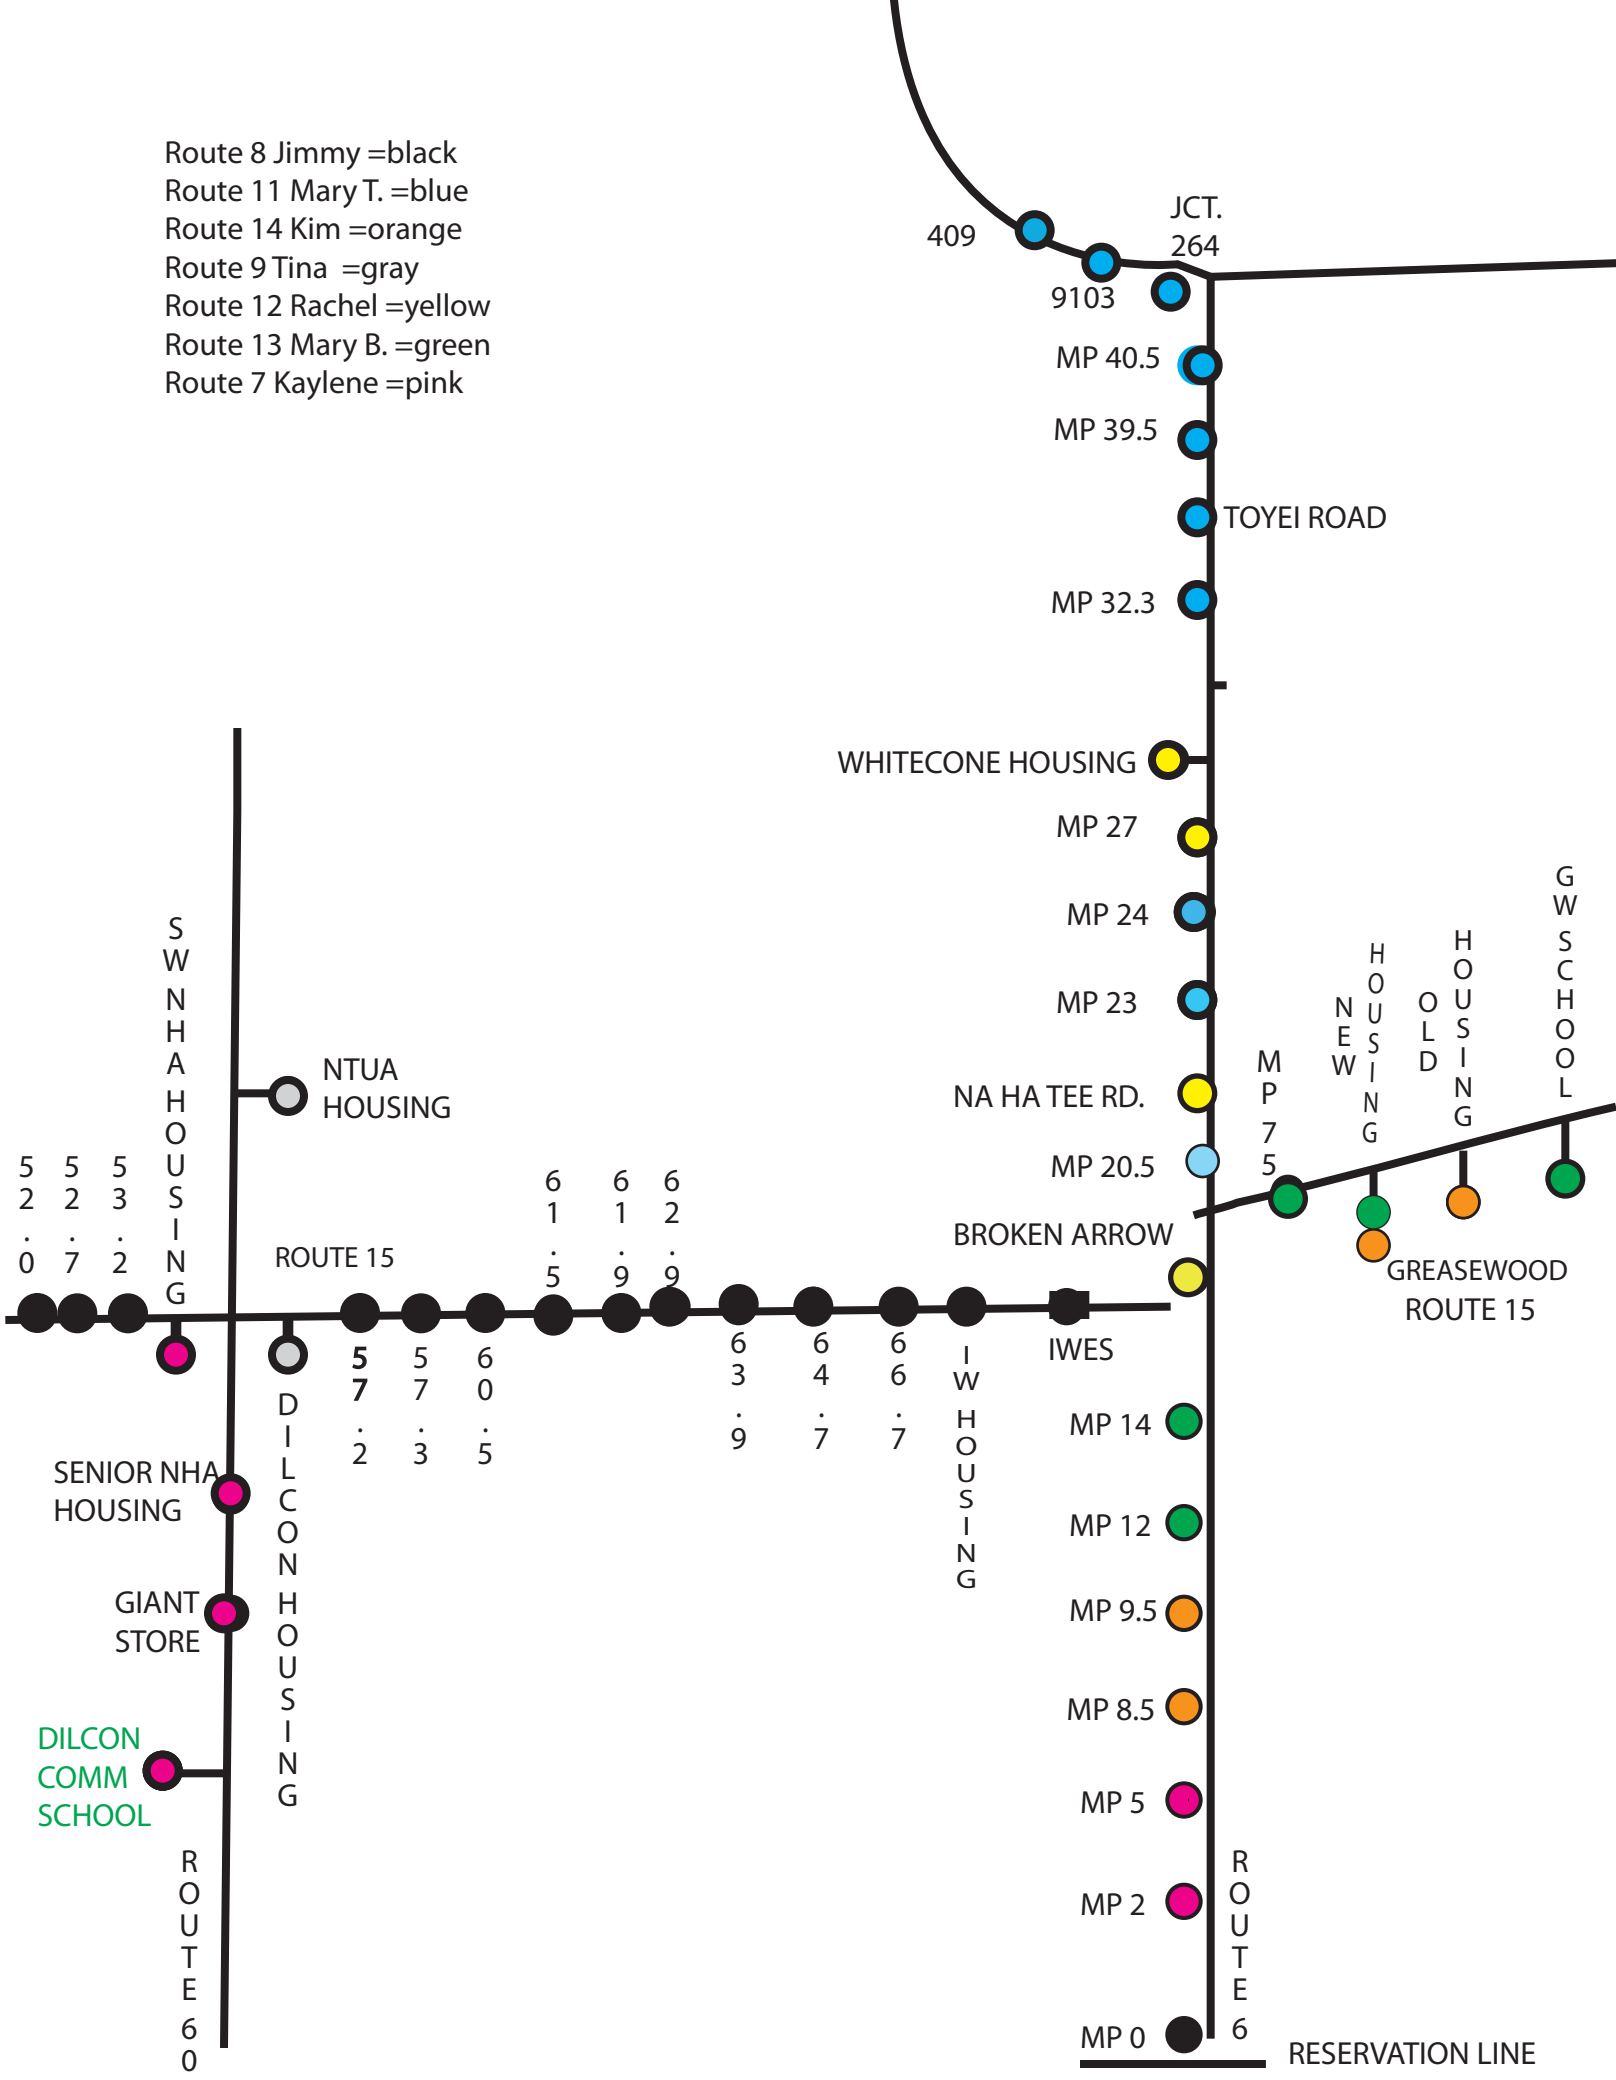 Route 8 Jimmy =black
Route 11 Mary T. =blue
Route 14 Kim =orange
Route 9 Tina  =gray
Route 12 Rachel =yellow
Route 13 Mary B. =green
Route 7 Kaylene =pink
JCT.
264
409
9103
MP 40.5
MP 39.5
TOYEI ROAD
MP 32.3
WHITECONE HOUSING
MP 27
MP 24
MP 23
NA HA TEE RD.
MP 20.5
BROKEN ARROW
MP 75
NEW
HOUSING
OLD
HOUSING
GW SCHOOL
GREASEWOOD
ROUTE 15
SW NHA HOUSING
NTUA
HOUSING
52.0
52.7
53.2
ROUTE 15
61.5
61.9
62.9
57.2
57.3
60.5
63.9
64.7
66.7
IW HOUSING
IWES
DILCON HOUSING
SENIOR NHA
HOUSING
GIANT
STORE
DILCON
COMM
SCHOOL
ROUTE 60
MP 14
MP 12
MP 9.5
MP 8.5
MP 5
MP 2
MP 0
ROUTE 6
RESERVATION LINE